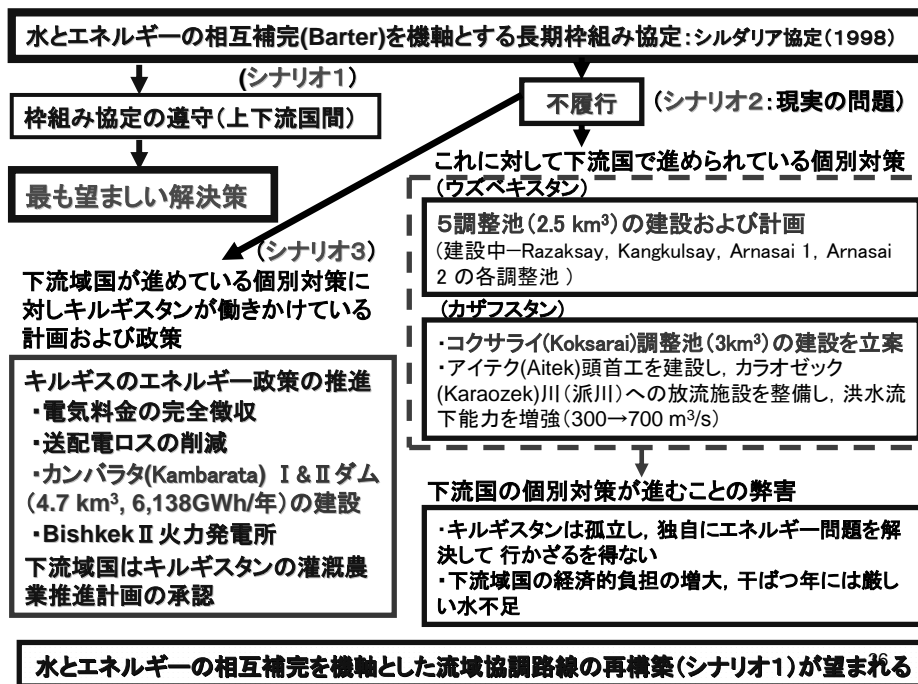 水とエネルギーの相互補完(Barter)を機軸とする長期枠組み協定：シルダリア協定（1998）
(シナリオ１)
枠組み協定の遵守（上下流国間）
最も望ましい解決策
不履行
(シナリオ２：現実の問題)
これに対して下流国で進められている個別対策
(ウズベキスタン)
５調整池（2.5 km³）の建設および計画
（建設中－Razaksay, Kangkulsay, Arnasai 1, Arnasai
2 の各調整池 ）
(カザフスタン)
・コクサライ(Koksarai)調整池（3km³）の建設を立案
・アイテク(Aitek)頭首工を建設し，カラオゼック
(Karaozek)川（派川）への放流施設を整備し，洪水流
下能力を増強（300→700 m³/s）
(シナリオ３)
下流域国が進めている個別対策に
対しキルギスタンが働きかけている
計画および政策
キルギスのエネルギー政策の推進
・電気料金の完全徴収
・送配電ロスの削減
・カンバラタ(Kambarata) Ⅰ&Ⅱダム
（4.7 km³, 6,138GWh/年）の建設
・BishkekⅡ火力発電所
下流域国はキルギスタンの灌漑農
業推進計画の承認
下流国の個別対策が進むことの弊害
・キルギスタンは孤立し，独自にエネルギー問題を解
決して 行かざるを得ない
・下流域国の経済的負担の増大，干ばつ年には厳し
い水不足
水とエネルギーの相互補完を機軸とした流域協調路線の再構築（シナリオ１）が望まれる
36